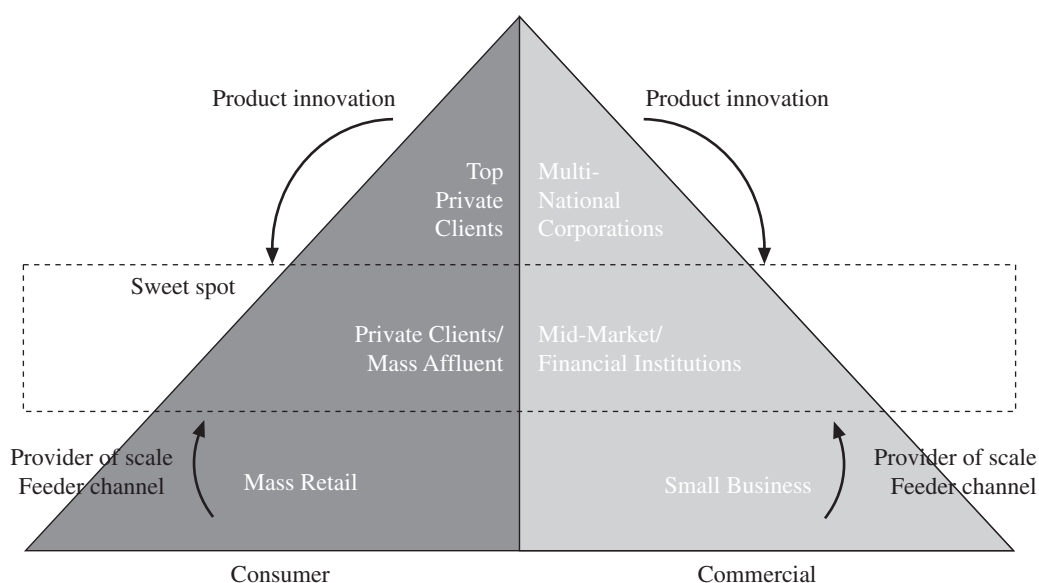 Product innovation
Product innovation
Top
Private
Clients
Multi-
National
Corporations
Sweet spot
Private Clients/
Mass Affluent
Mid-Market/
Financial Institutions
Provider of scale
Feeder channel
Mass Retail
Small Business
Provider of scale
Feeder channel
Consumer
Commercial